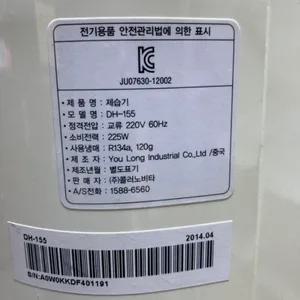 전기용품 안전관리법에 의한 표시
JU07630-12002
• 제품명 : 제습기
• 모델명 : DH-155
• 정격전압 : 교류 220V 60Hz
• 소비전력 : 225W
• 사용냉매 : R134a, 120g
• 제조자 : You Long Industrial Co.,Ltd /중국
• 제조년월 : 별도표기
• 판매자 : (주)콜러노비타
• A/S전화 : 1588-6560
DH-155 2014.04
S/N:A0W0KKDF401191